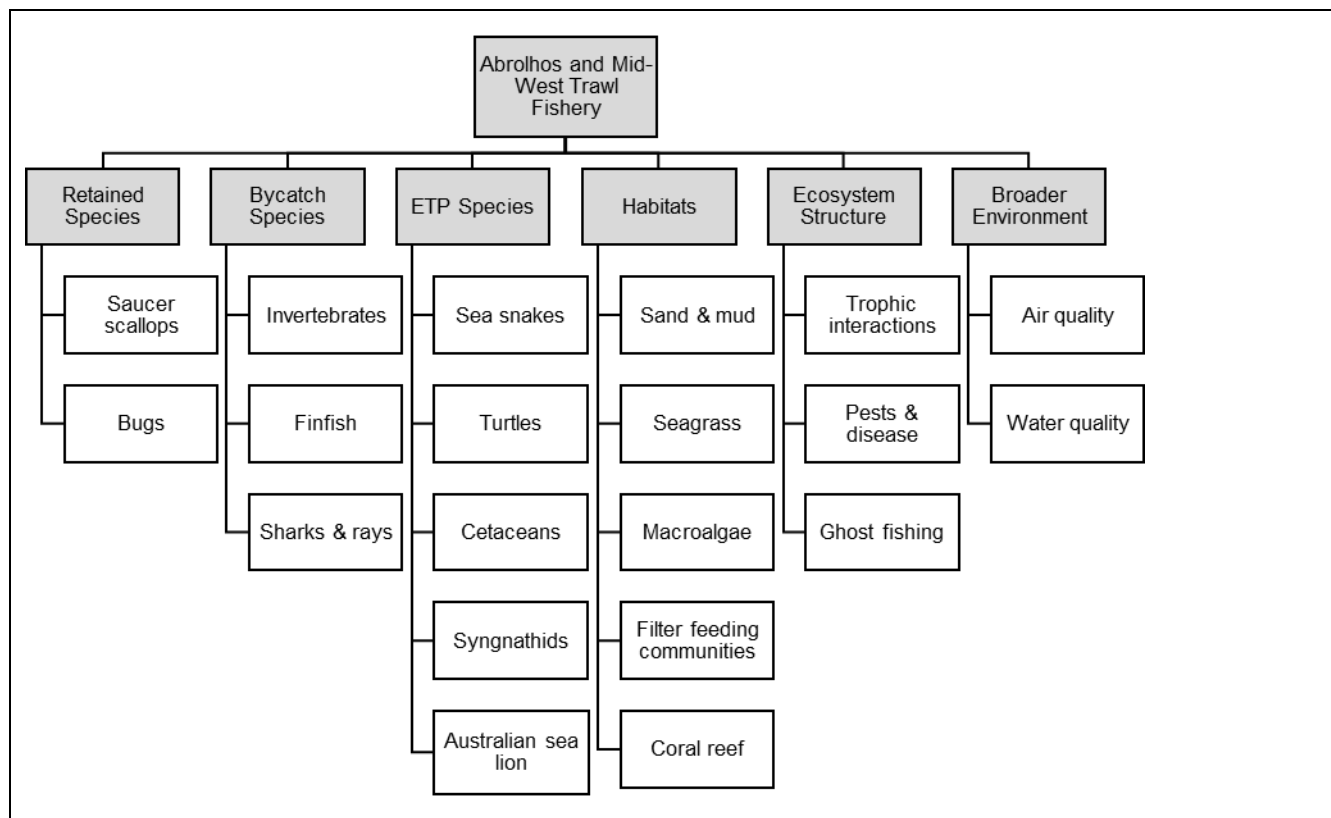 Abrolhos and Mid-
West Trawl
Fishery
Retained
Species
Bycatch
Species
ETP Species
Habitats
Ecosystem
Structure
Broader
Environment
Saucer
scallops
Invertebrates
Sea snakes
Sand & mud
Trophic
interactions
Air quality
Bugs
Finfish
Turtles
Seagrass
Pests &
disease
Water quality
Sharks & rays
Cetaceans
Macroalgae
Ghost fishing
Syngnathids
Filter feeding
communities
Australian sea
lion
Coral reef